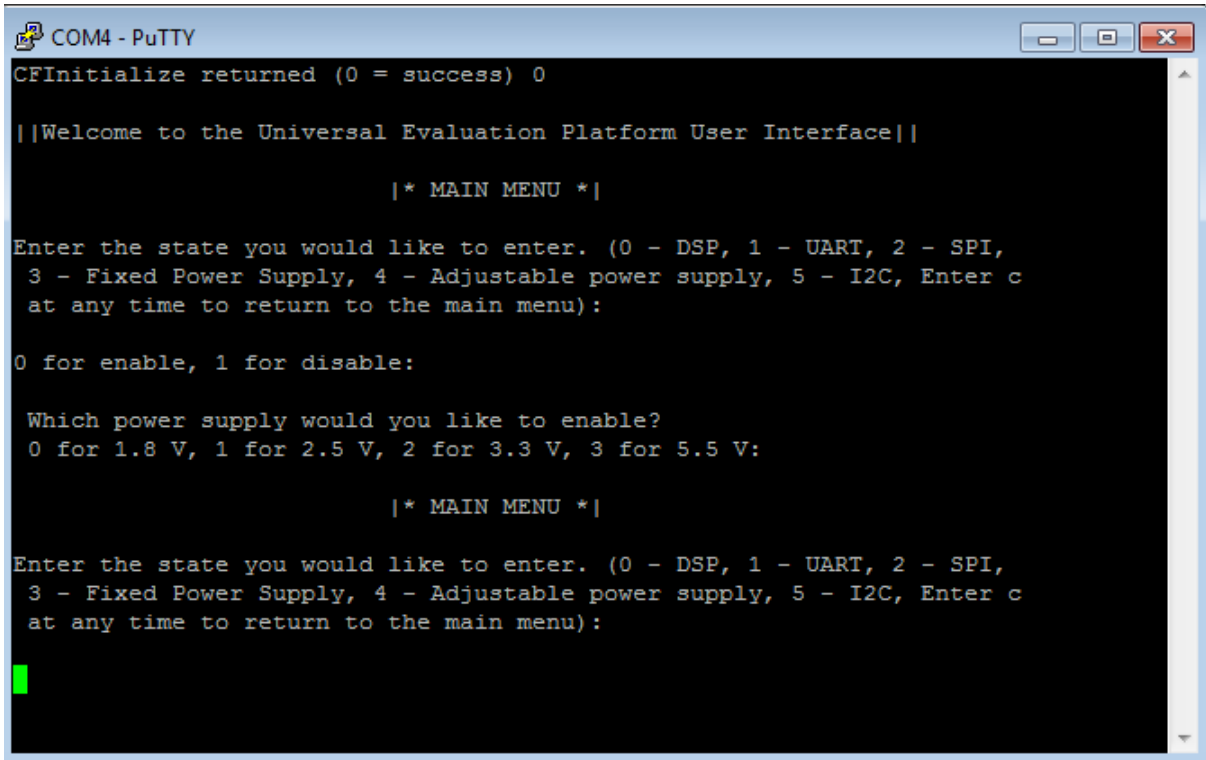 COM4 - PuTTY
CFInitialize returned (0 = success) 0
||Welcome to the Universal Evaluation Platform User Interface||
|* MAIN MENU *|
Enter the state you would like to enter. (0 - DSP, 1 - UART, 2 - SPI,
3 - Fixed Power Supply, 4 - Adjustable power supply, 5 - I2C, Enter c
at any time to return to the main menu):
0 for enable, 1 for disable:
Which power supply would you like to enable?
0 for 1.8 V, 1 for 2.5 V, 2 for 3.3 V, 3 for 5.5 V:
|* MAIN MENU *|
Enter the state you would like to enter. (0 - DSP, 1 - UART, 2 - SPI,
3 - Fixed Power Supply, 4 - Adjustable power supply, 5 - I2C, Enter c
at any time to return to the main menu):